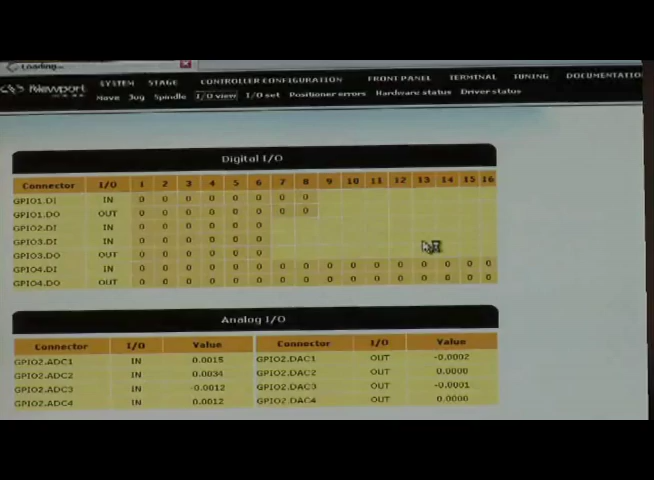 Loading...
SYSTEM STAGE CONTROLLER CONFIGURATION FRONT PANEL TERMINAL TUNING DOCUMENTATIO
Newport Move Jog Spindle I/O view I/O set Positioner errors Hardware status Driver status
Digital I/O
Connector I/O 1 2 3 4 5 6 7 8 9 10 11 12 13 14 15 16
GPIO1.DI IN 0 0 0 0 0 0 0 0
GPIO1.DO OUT 0 0 0 0 0 0 0 0
GPIO2.DI IN 0 0 0 0 0 0
GPIO3.DI IN 0 0 0 0 0 0
GPIO3.DO OUT 0 0 0 0 0 0
GPIO4.DI IN 0 0 0 0 0 0 0 0 0 0 0 0 0 0 0 0
GPIO4.DO OUT 0 0 0 0 0 0 0 0 0 0 0 0 0 0 0 0
Analog I/O
Connector I/O Value Connector I/O Value
GPIO2.ADC1 IN 0.0015 GPIO2.DAC1 OUT -0.0002
GPIO2.ADC2 IN 0.0034 GPIO2.DAC2 OUT 0.0000
GPIO2.ADC3 IN -0.0012 GPIO2.DAC3 OUT -0.0001
GPIO2.ADC4 IN 0.0012 GPIO2.DAC4 OUT 0.0000